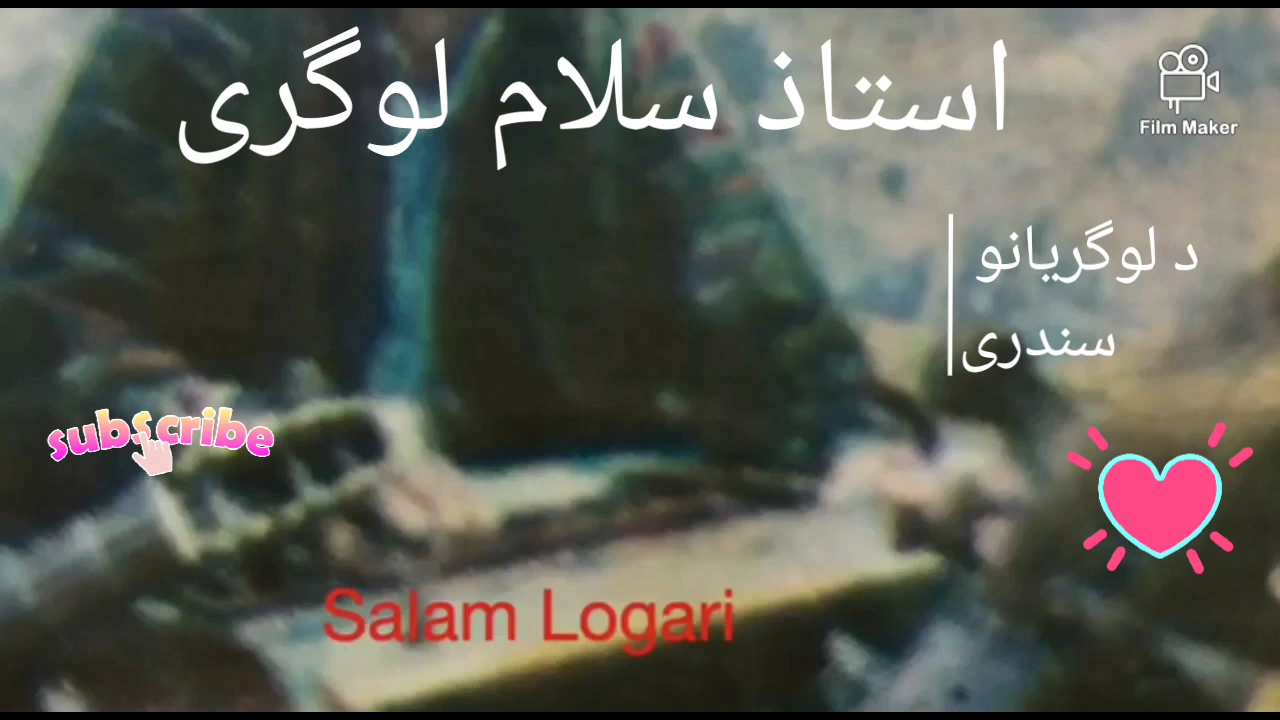 استاذ سلام لوگری
Film Maker
د لوگریانو
سندری
subscribe
Salam Logari